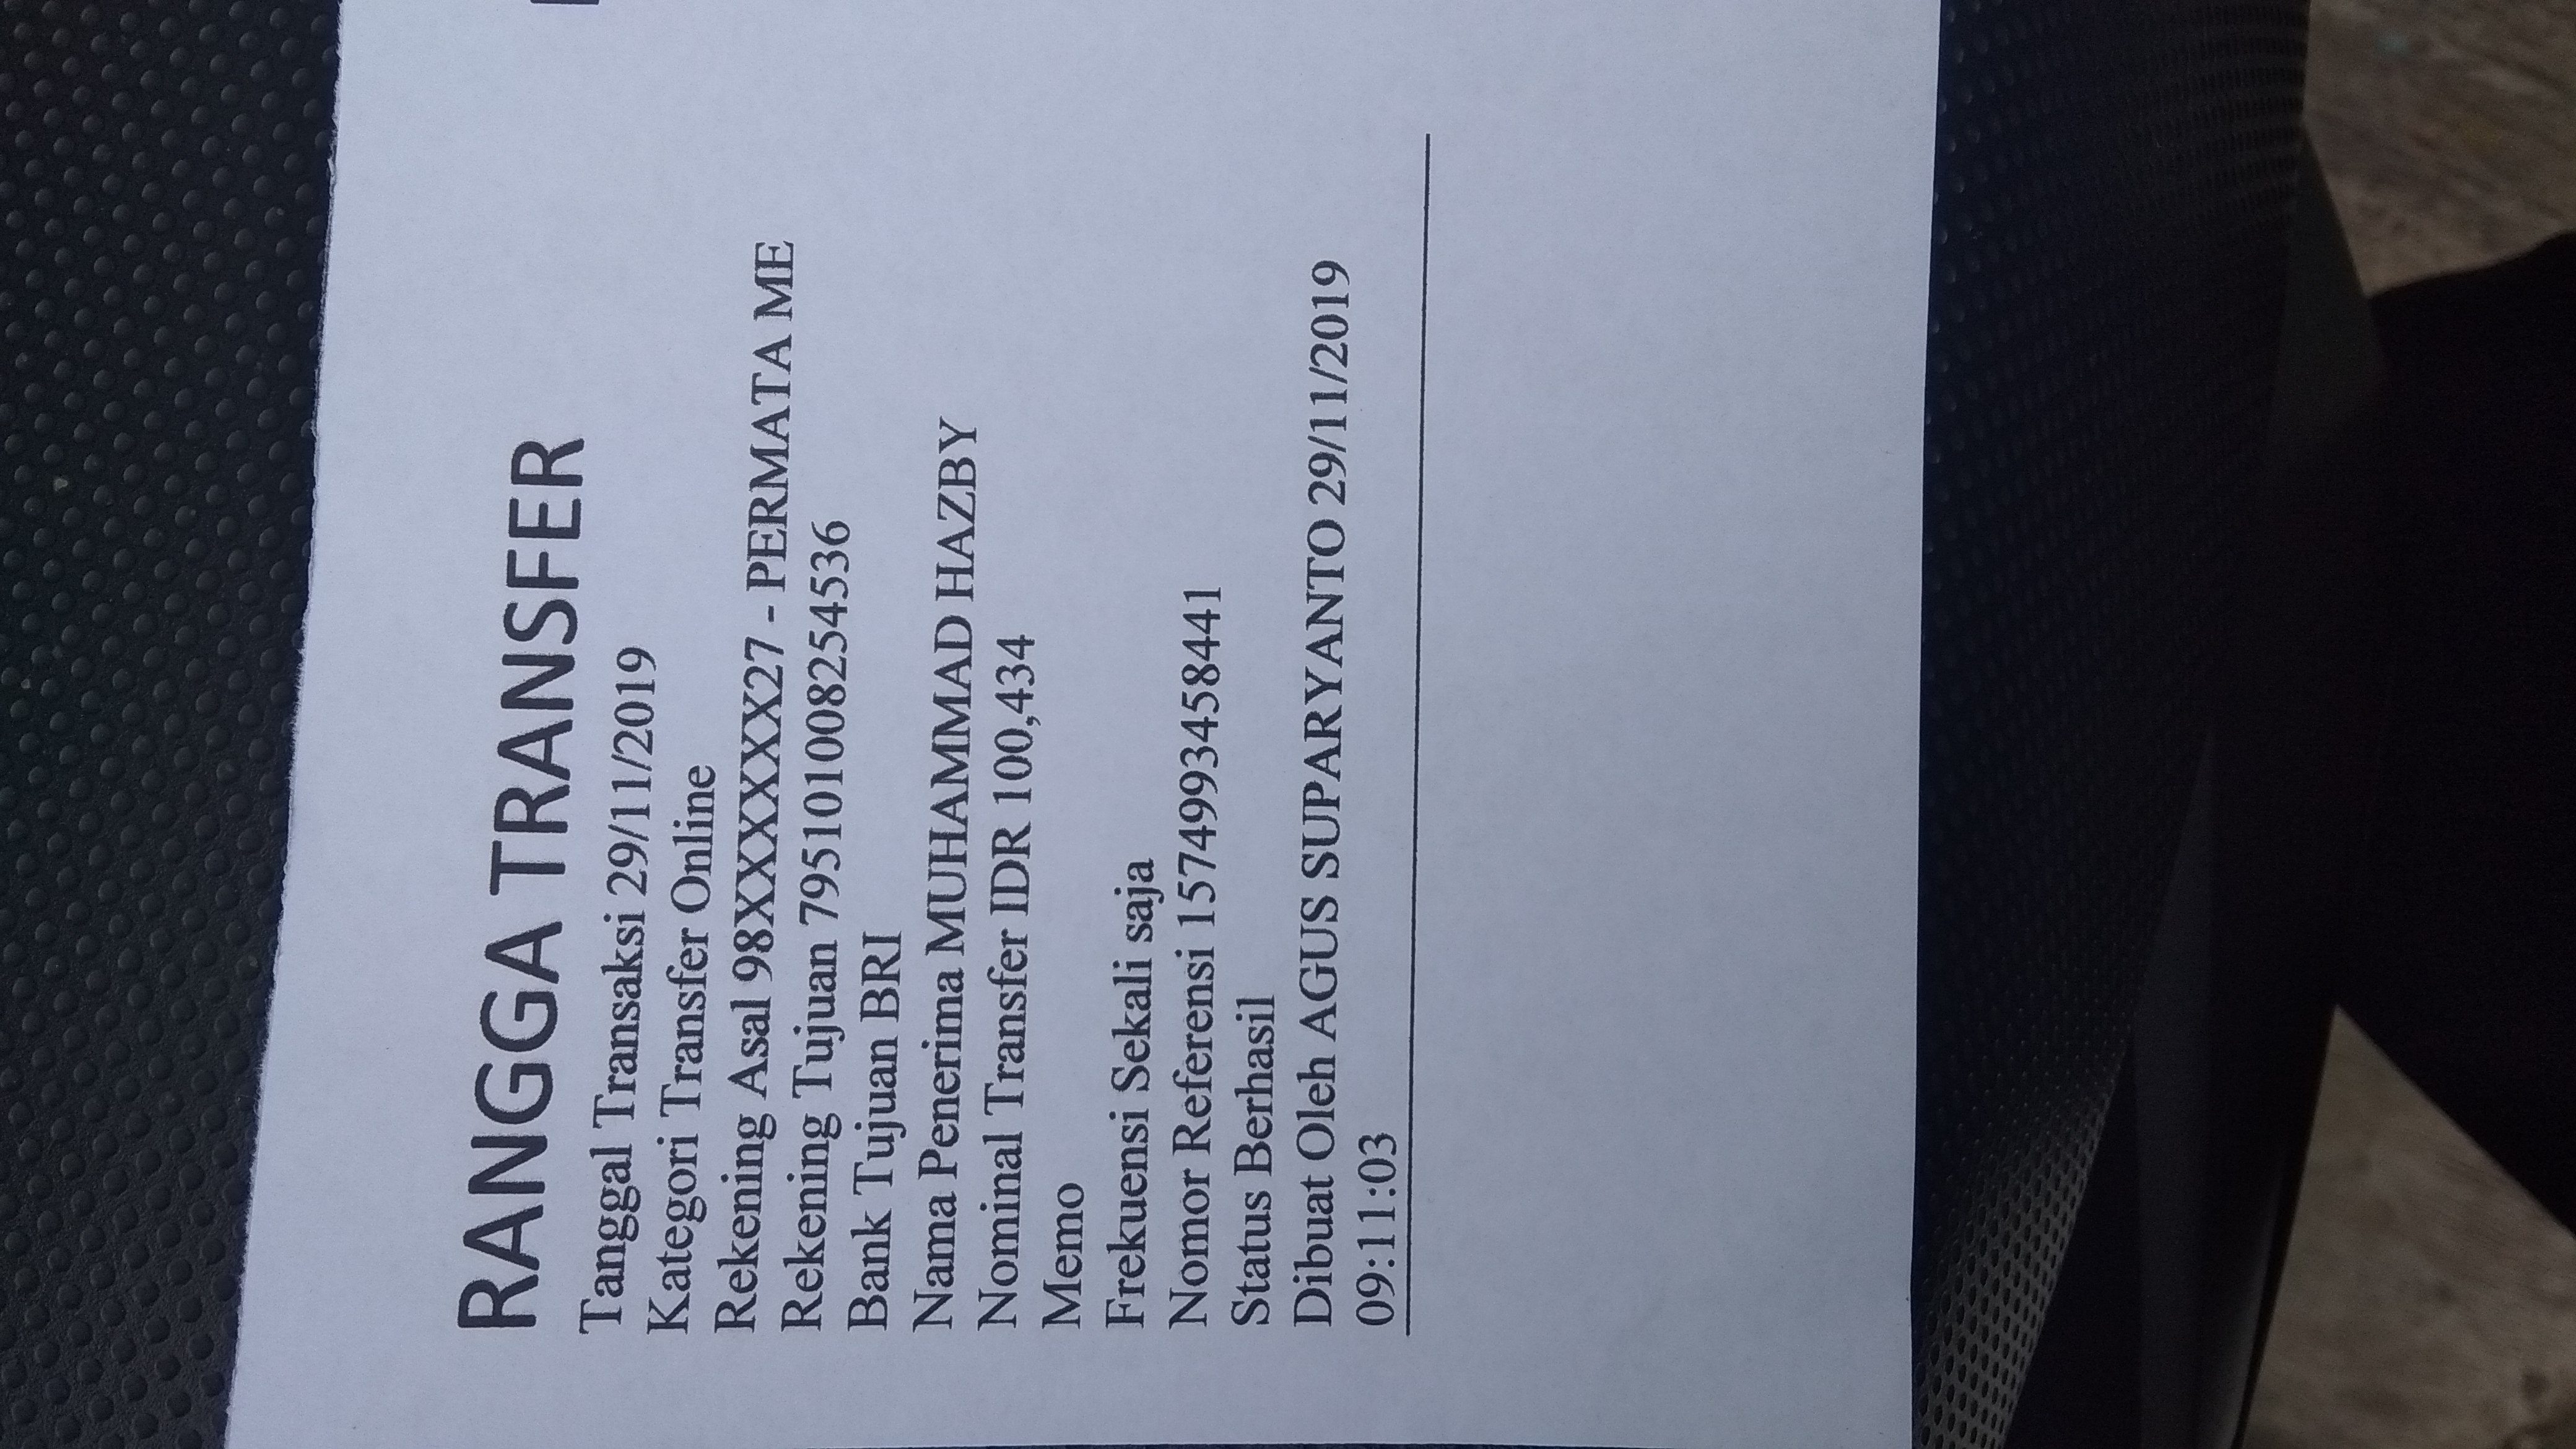 RANGGA TRANSFER
Tanggal Transaksi 29/11/2019
Kategori Transfer Online
Rekening Asal 98XXXXXX27 - PERMATA ME
Rekening Tujuan 795101008254536
Bank Tujuan BRI
Nama Penerima MUHAMMAD HAZBY
Nominal Transfer IDR 100,434
Memo
Frekuensi Sekali saja
Nomor Referensi 1574993458441
Status Berhasil
Dibuat Oleh AGUS SUPARYANTO 29/11/2019
09:11:03